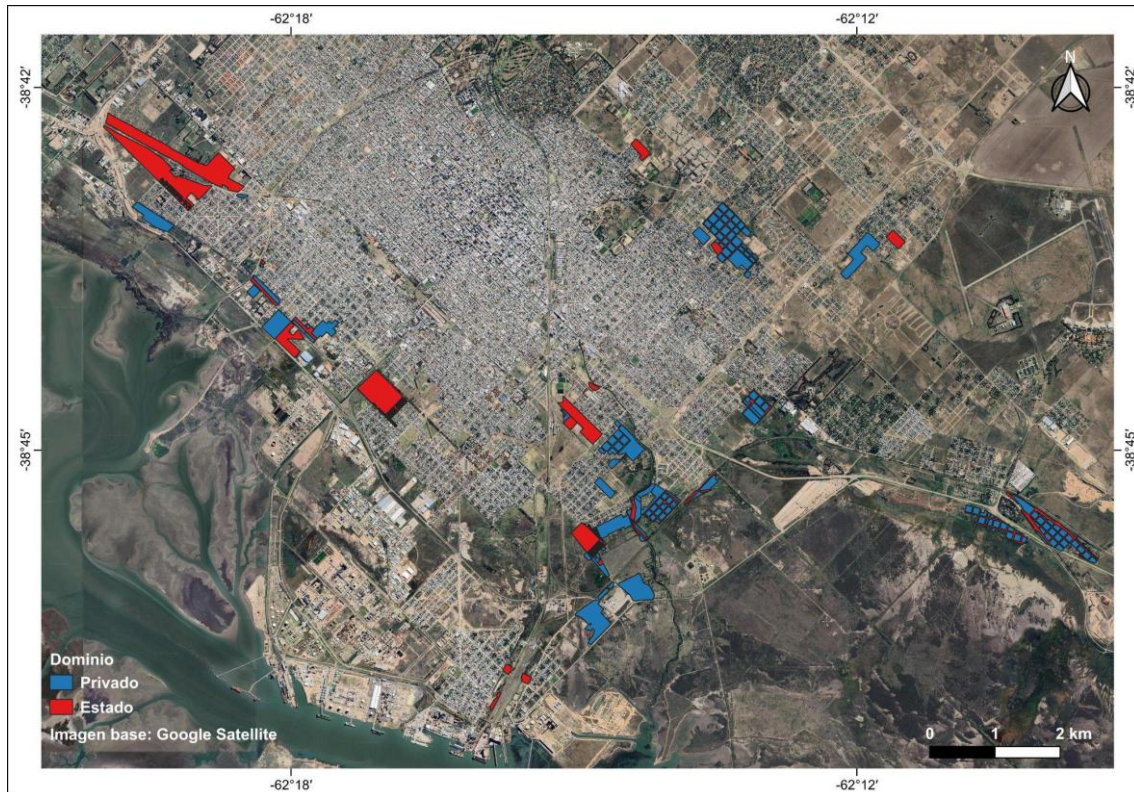 -62°18'
-62°12'
-38°42'
-38°42'
N
-38°45'
-38°45'
Dominio
Privado
Estado
Imagen base: Google Satellite
0 1 2 km
-62°18'
-62°12'